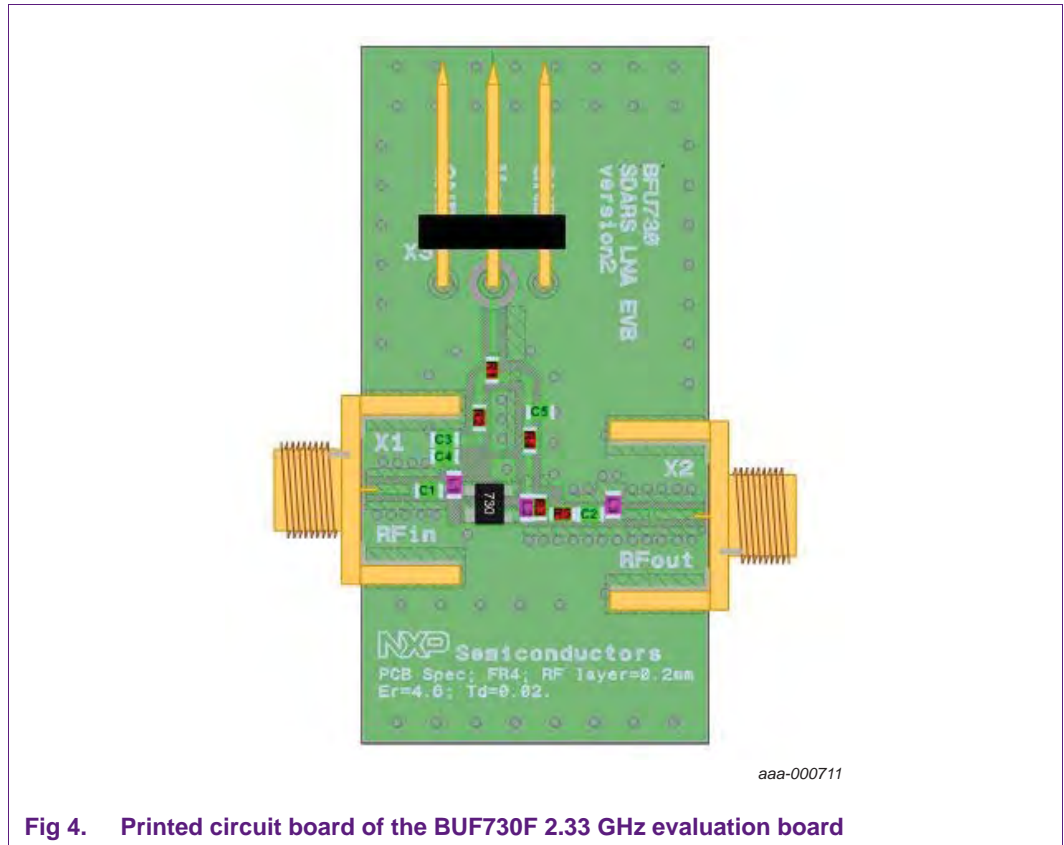 BFU730
SDARS LNA EVB
version2
X3
R1
C5
C3
C4
X1
X2
C1
730
C2
RFin
RFout
NXP Semiconductors
PCB Spec; FR4; RF layer=0.2mm
Er=4.6; Td=0.02.
aaa-000711
Fig 4. Printed circuit board of the BUF730F 2.33 GHz evaluation board